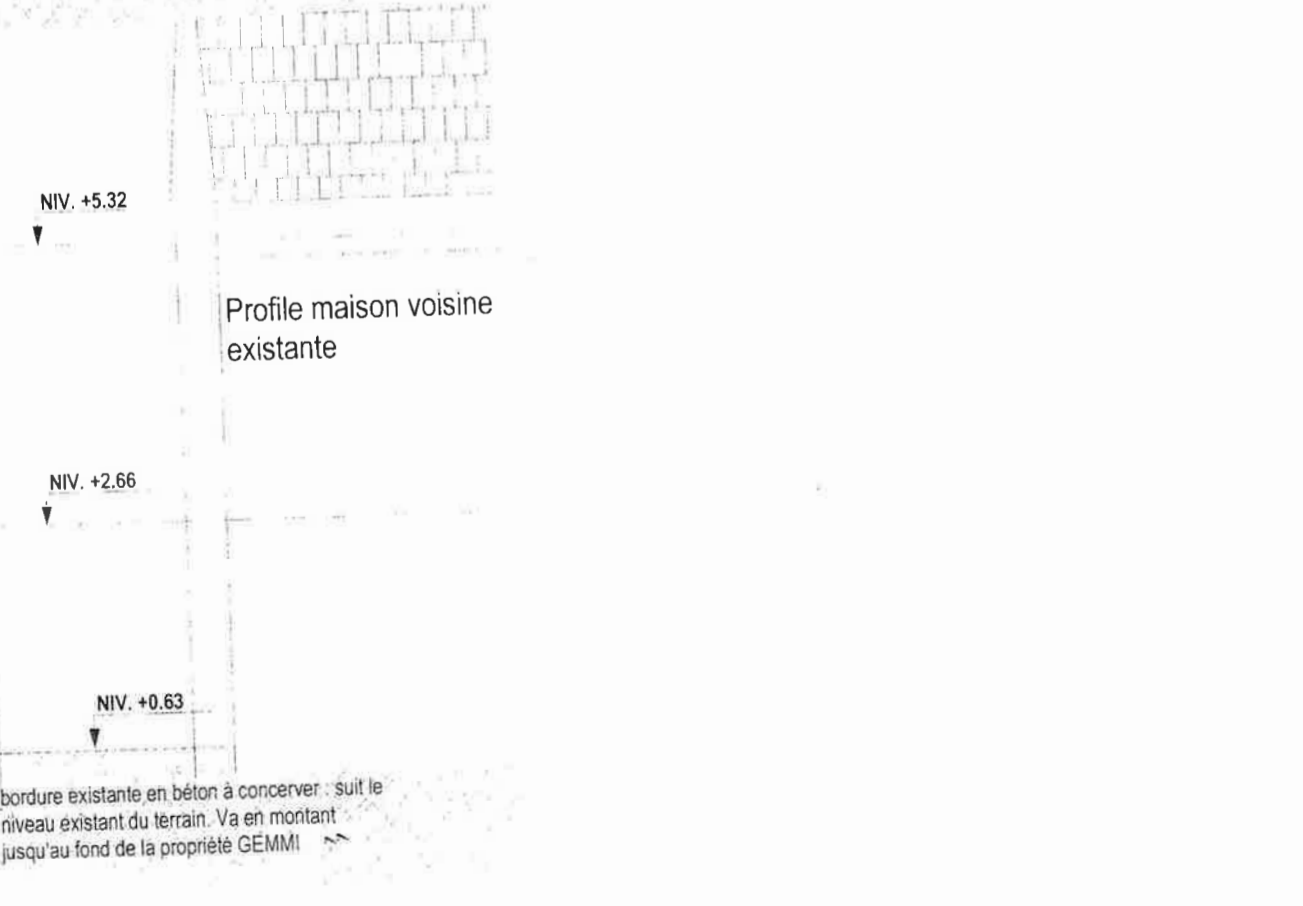 NIV. +5.32
Profile maison voisine
existante
NIV. +2.66
NIV. +0.63
bordure existante en béton à concerver : suit le
niveau existant du terrain. Va en montant
jusqu'au fond de la propriété GEMMI